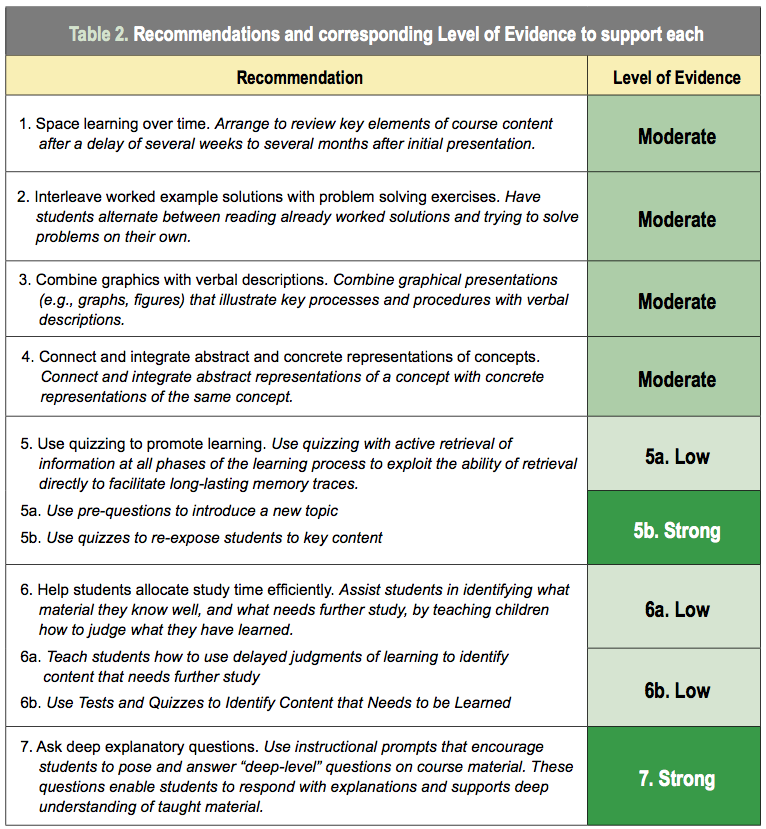 Table 2. Recommendations and corresponding Level of Evidence to support each
Recommendation
Level of Evidence
1. Space learning over time. Arrange to review key elements of course content
after a delay of several weeks to several months after initial presentation.
Moderate
2. Interleave worked example solutions with problem solving exercises. Have
students alternate between reading already worked solutions and trying to solve
problems on their own.
Moderate
3. Combine graphics with verbal descriptions. Combine graphical presentations
(e.g., graphs, figures) that illustrate key processes and procedures with verbal
descriptions.
Moderate
4. Connect and integrate abstract and concrete representations of concepts.
Connect and integrate abstract representations of a concept with concrete
representations of the same concept.
Moderate
5. Use quizzing to promote learning. Use quizzing with active retrieval of
information at all phases of the learning process to exploit the ability of retrieval
directly to facilitate long-lasting memory traces.
5a. Use pre-questions to introduce a new topic
5b. Use quizzes to re-expose students to key content
5a. Low
5b. Strong
6. Help students allocate study time efficiently. Assist students in identifying what
material they know well, and what needs further study, by teaching children
how to judge what they have learned.
6a. Teach students how to use delayed judgments of learning to identify
content that needs further study
6b. Use Tests and Quizzes to Identify Content that Needs to be Learned
6a. Low
6b. Low
7. Ask deep explanatory questions. Use instructional prompts that encourage
students to pose and answer “deep-level” questions on course material. These
questions enable students to respond with explanations and supports deep
understanding of taught material.
7. Strong